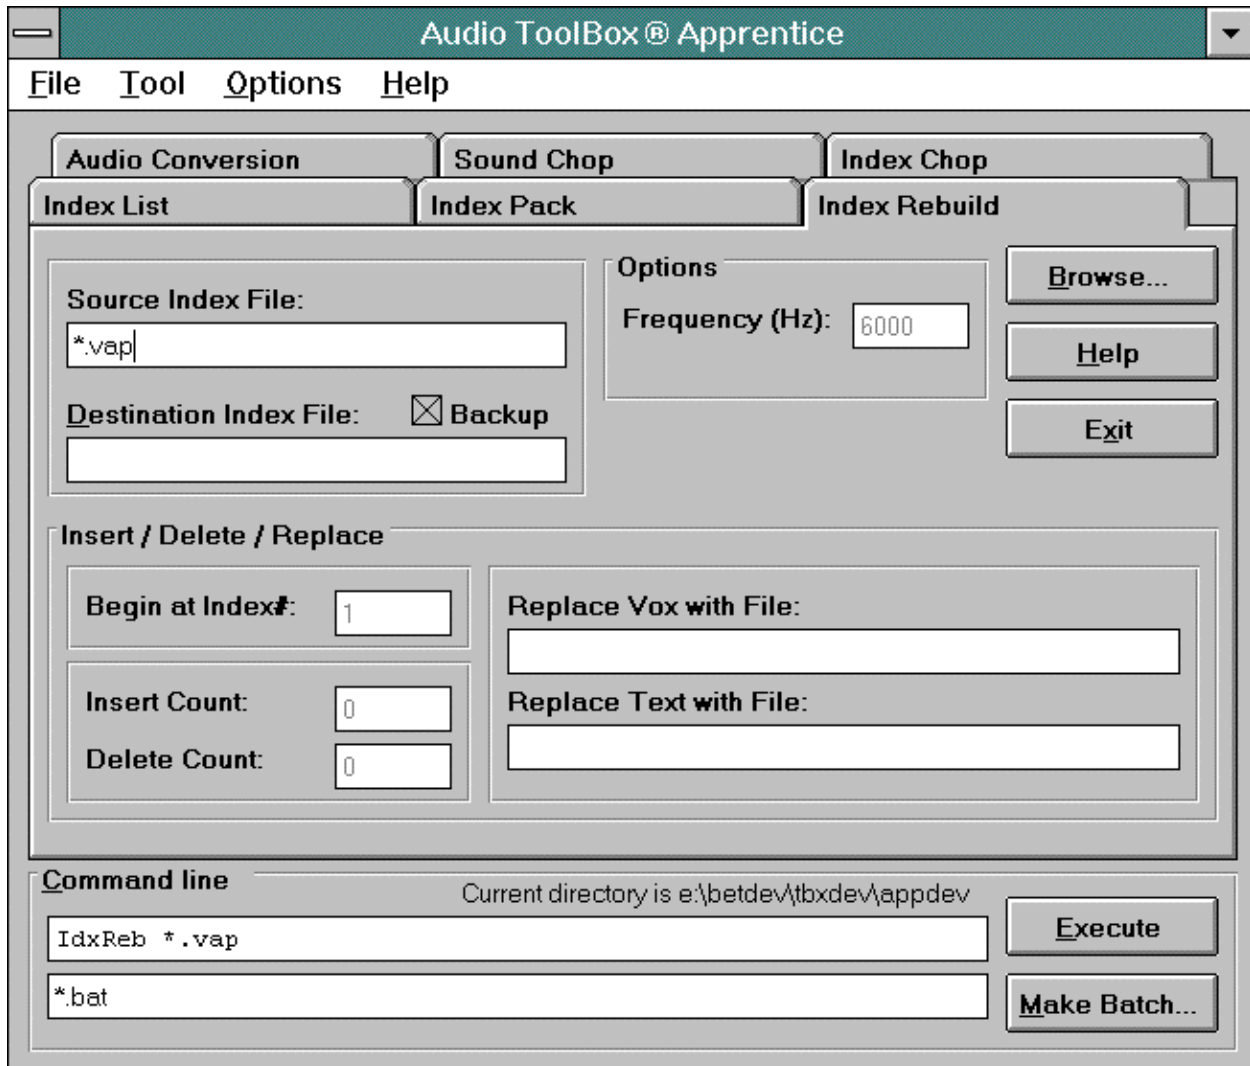 Audio ToolBox® Apprentice
File Tool Options Help
Audio Conversion Sound Chop Index Chop
Index List Index Pack Index Rebuild
Source Index File:
*.vap
Destination Index File: Backup
Options
Frequency (Hz): 6000
Browse...
Help
Exit
Insert / Delete / Replace
Begin at Index#: 1
Insert Count: 0
Delete Count: 0
Replace Vox with File:
Replace Text with File:
Command line
Current directory is e:\betdev\tbxdev\appdev
IdxReb *.vap
*.bat
Execute
Make Batch...